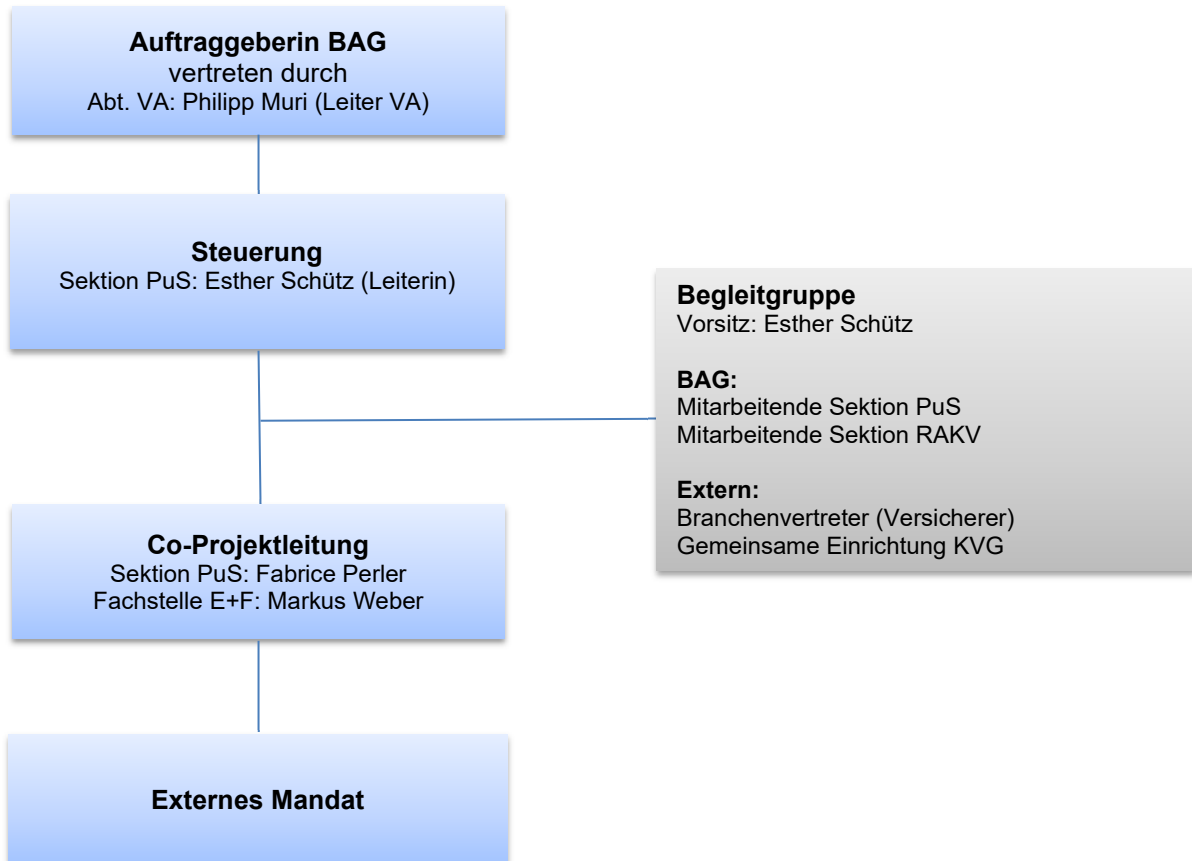 Auftraggeberin BAG
vertreten durch
Abt. VA: Philipp Muri (Leiter VA)
Steuerung
Sektion PuS: Esther Schütz (Leiterin)
Begleitgruppe
Vorsitz: Esther Schütz
BAG:
Mitarbeitende Sektion PuS
Mitarbeitende Sektion RAKV
Extern:
Branchenvertreter (Versicherer)
Gemeinsame Einrichtung KVG
Co-Projektleitung
Sektion PuS: Fabrice Perler
Fachstelle E+F: Markus Weber
Externes Mandat